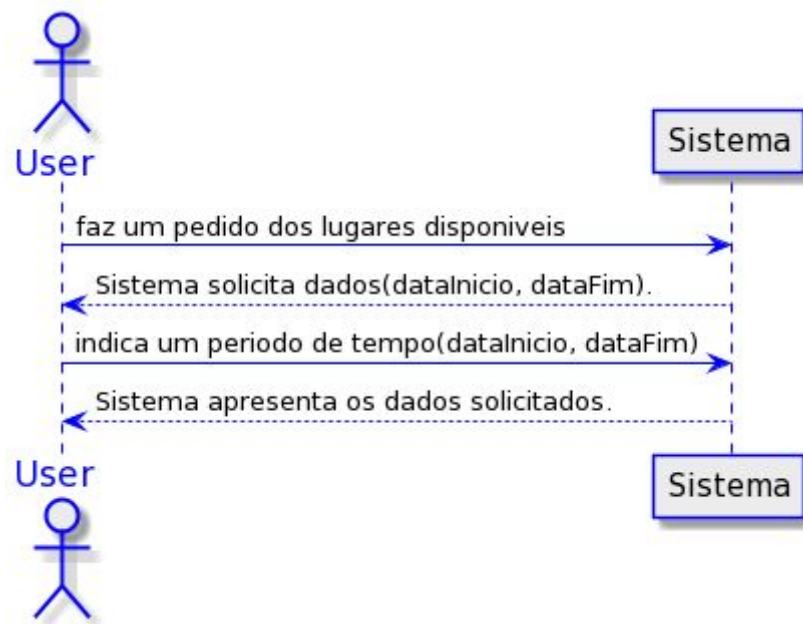 User
Sistema
faz um pedido dos lugares disponiveis
Sistema solicita dados(dataInicio, dataFim).
indica um periodo de tempo(dataInicio, dataFim)
Sistema apresenta os dados solicitados.
User
Sistema